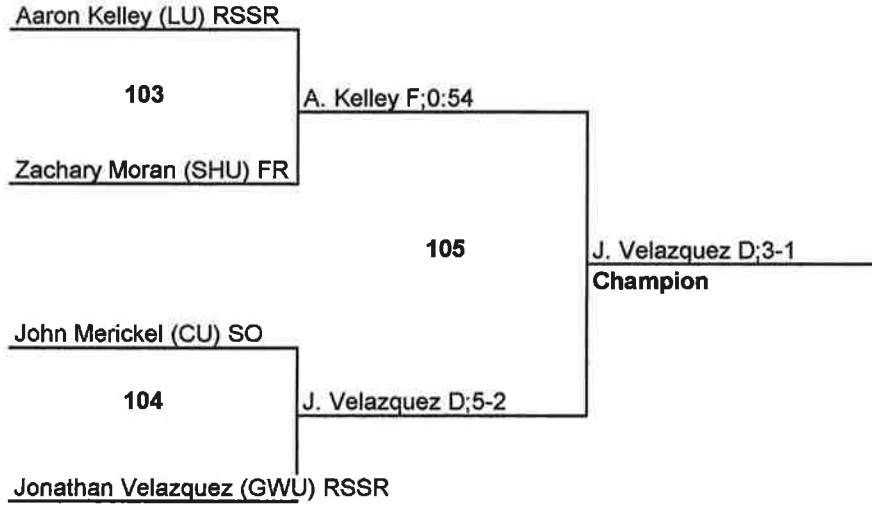 Aaron Kelley (LU) RSSR
103
A. Kelley F;0:54
Zachary Moran (SHU) FR
105
J. Velazquez D;3-1
Champion
John Merickel (CU) SO
104
J. Velazquez D;5-2
Jonathan Velazquez (GWU) RSSR